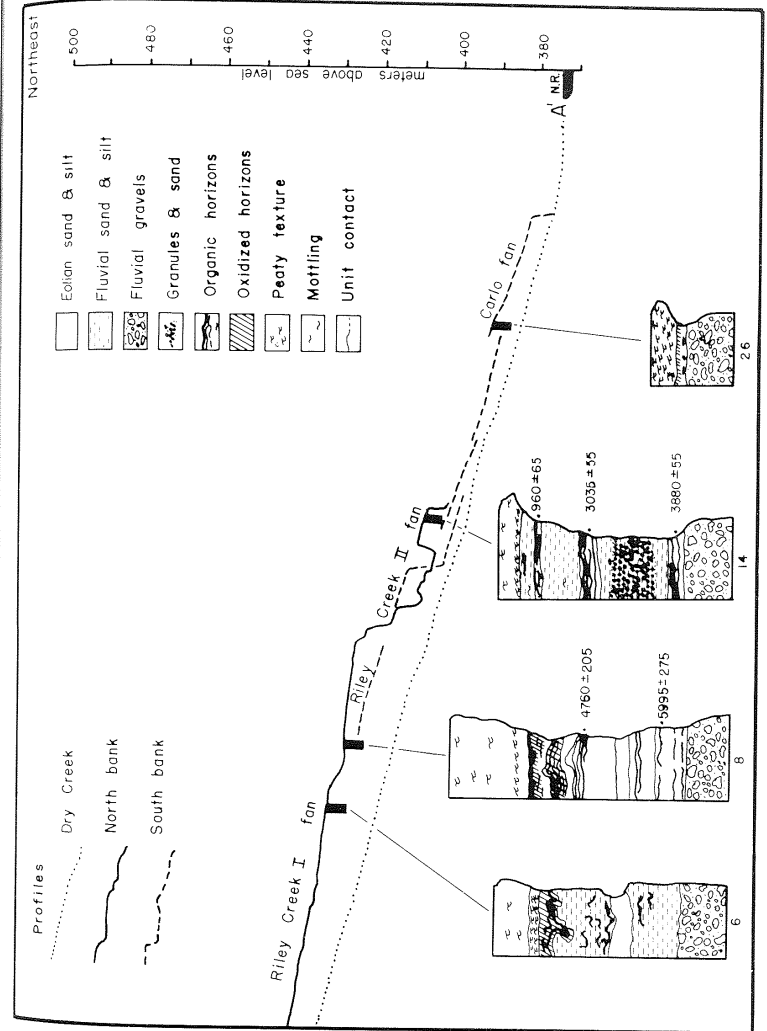 Northeast
Profiles
Dry Creek
North bank
South bank
Eolian sand & silt
Fluvial sand & silt
Fluvial gravels
Granules & sand
Organic horizons
Oxidized horizons
Peaty texture
Mottling
Unit contact
500
480
460
440
420
400
380
meters above sea level
Riley Creek I fan
Riley Creek II fan
Carlo fan
A' N.R.
4760 ± 205
5995 ± 275
960 ± 65
3035 ± 55
3880 ± 55
6
8
14
26